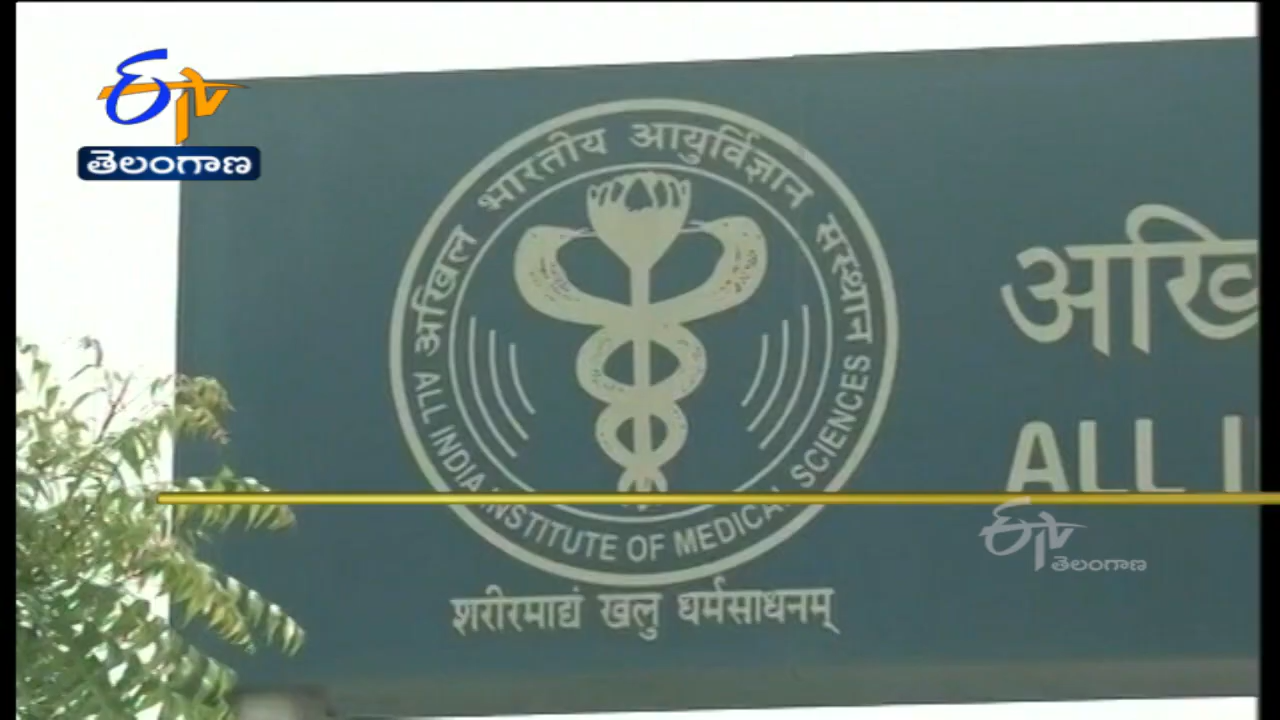 ETV
తెలంగాణ
अखिल भारतीय आयुर्विज्ञान संस्थान
ALL INDIA INSTITUTE OF MEDICAL SCIENCES
शरीरमाद्यं खलु धर्मसाधनम्
अखि
ALL I
ETV
తెలంగాణ